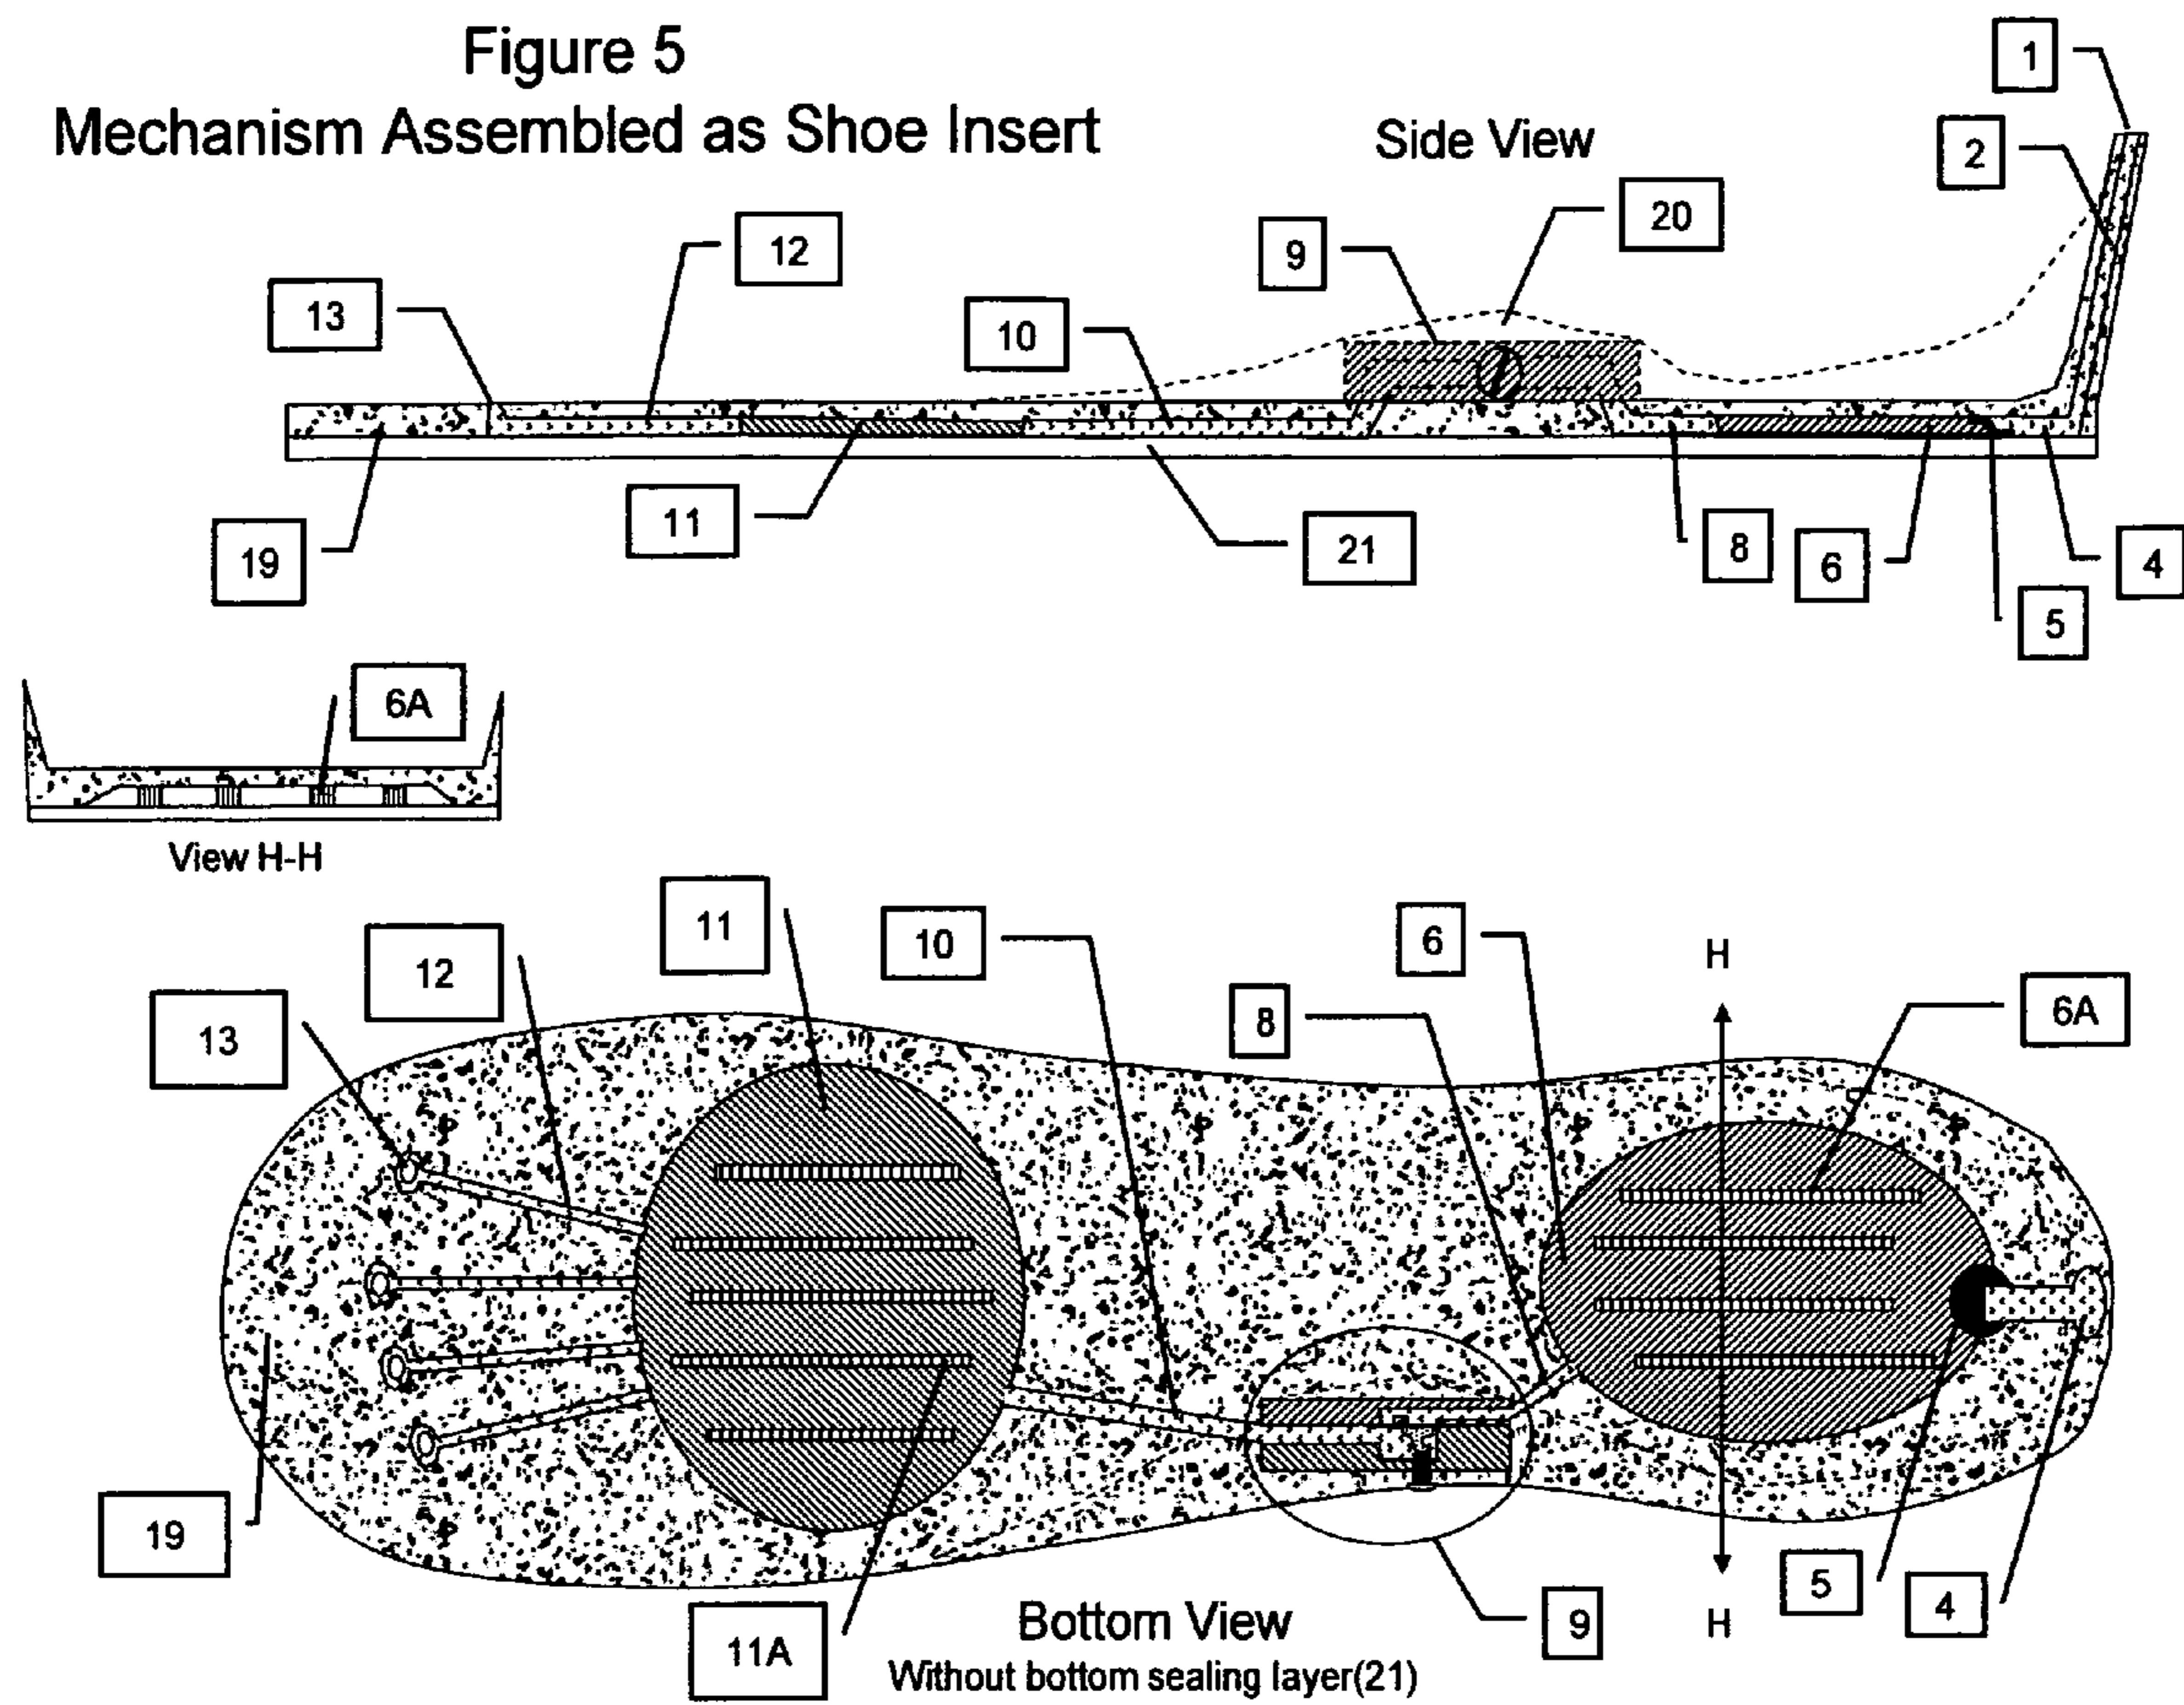 Figure 5
Mechanism Assembled as Shoe Insert
Side View
1
2
20
9
12
13
10
19
11
21
8
6
5
4
6A
View H-H
11
10
6
H
6A
12
8
13
19
11A
Bottom View
Without bottom sealing layer(21)
9
H
5
4